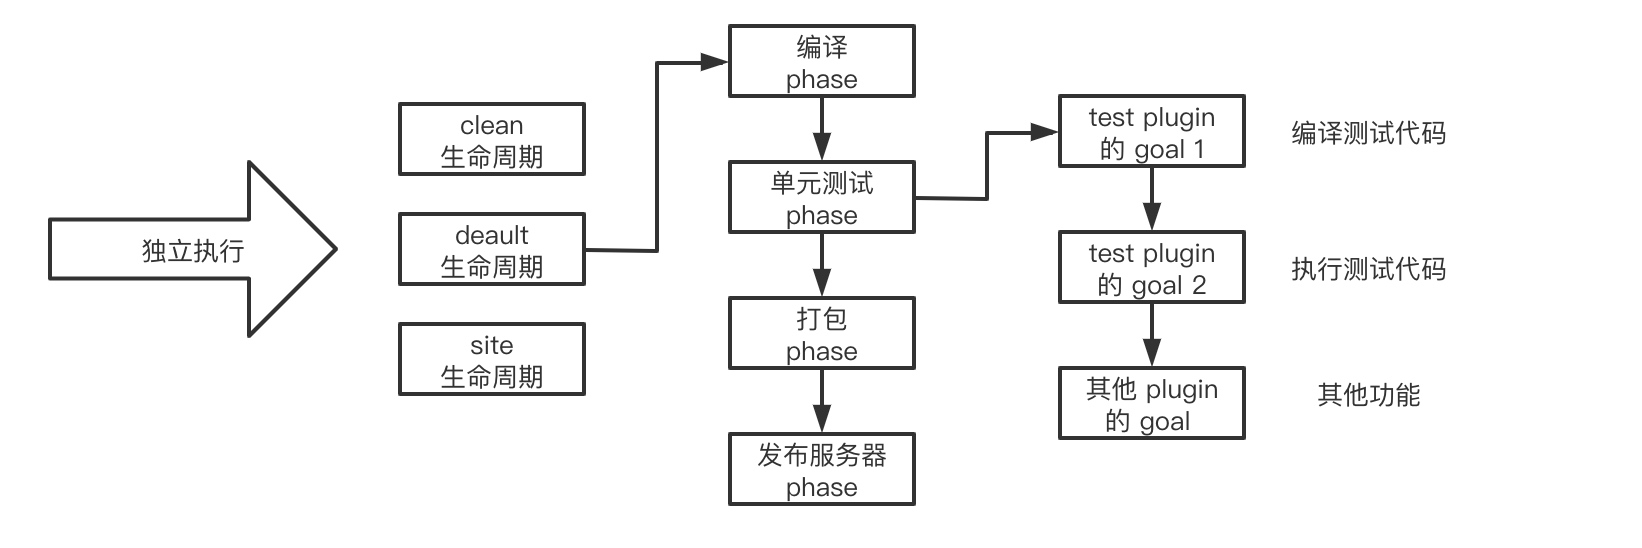 独立执行
clean
生命周期
deault
生命周期
site
生命周期
编译
phase
单元测试
phase
打包
phase
发布服务器
phase
test plugin
的 goal 1
编译测试代码
test plugin
的 goal 2
执行测试代码
其他 plugin
的 goal
其他功能